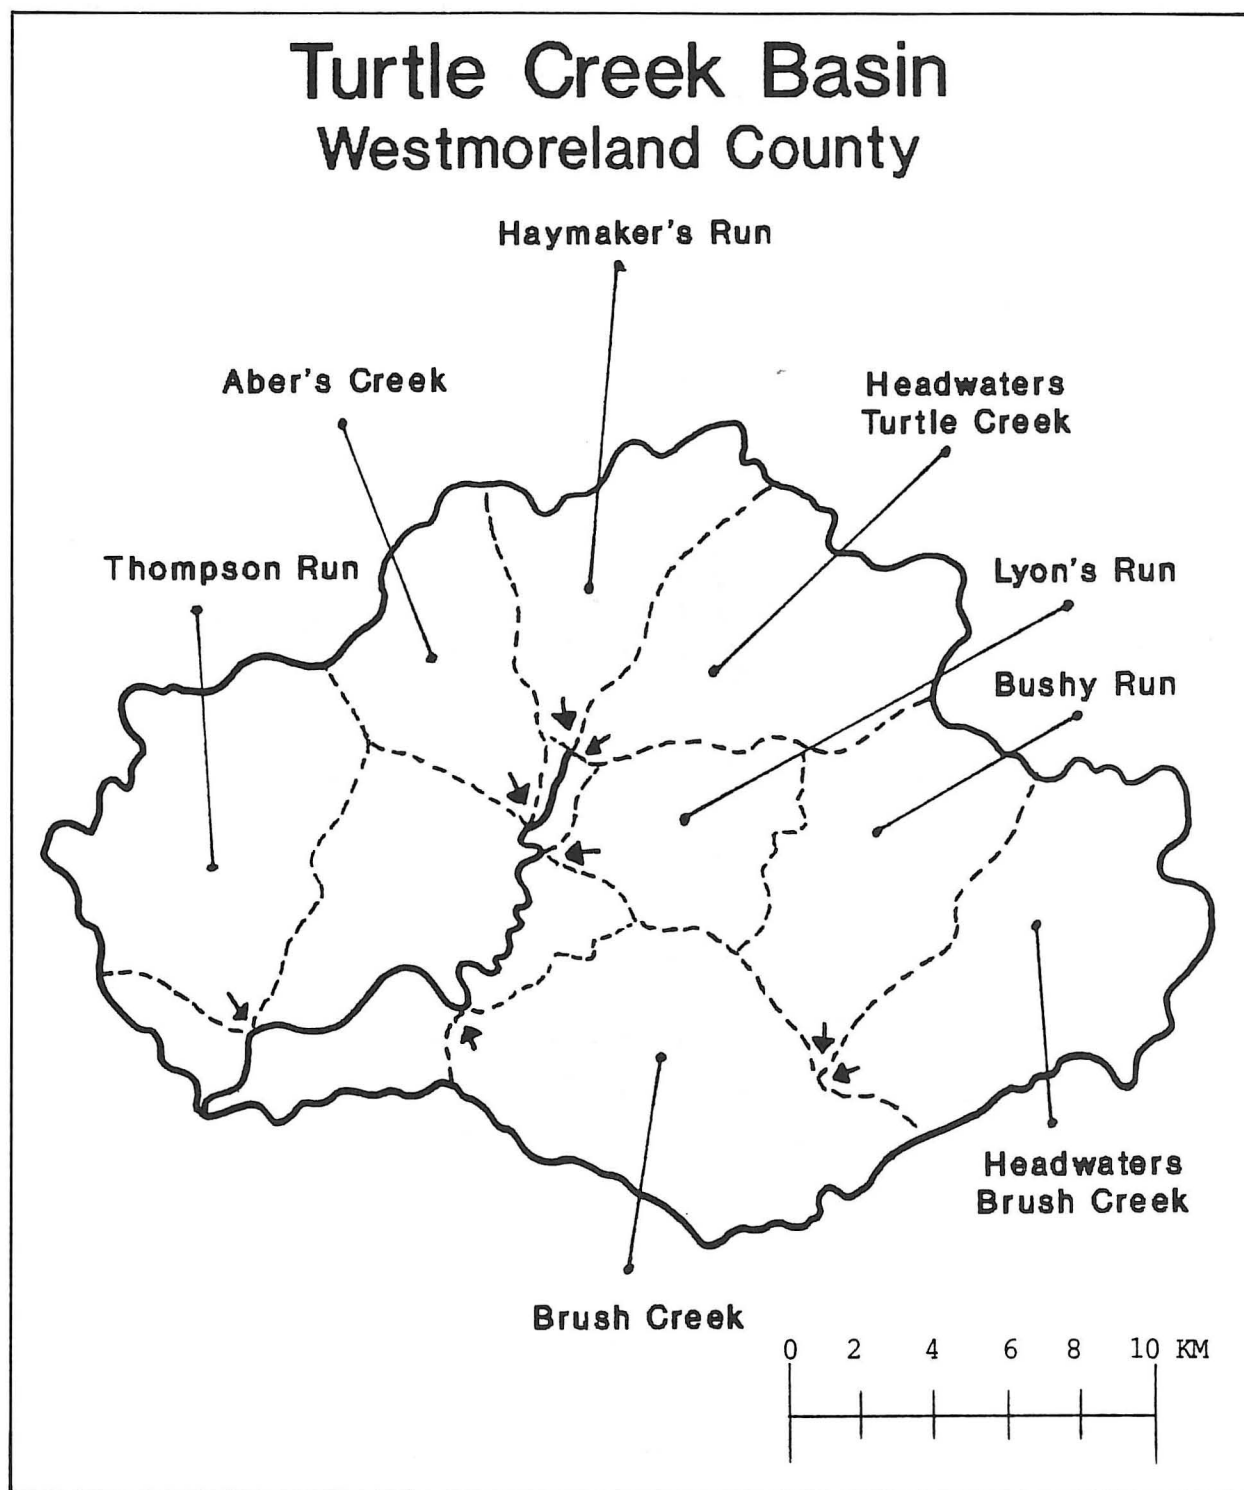 Turtle Creek Basin
Westmoreland County
Haymaker's Run
Aber's Creek
Headwaters
Turtle Creek
Thompson Run
Lyon's Run
Bushy Run
Headwaters
Brush Creek
Brush Creek
0 2 4 6 8 10 KM